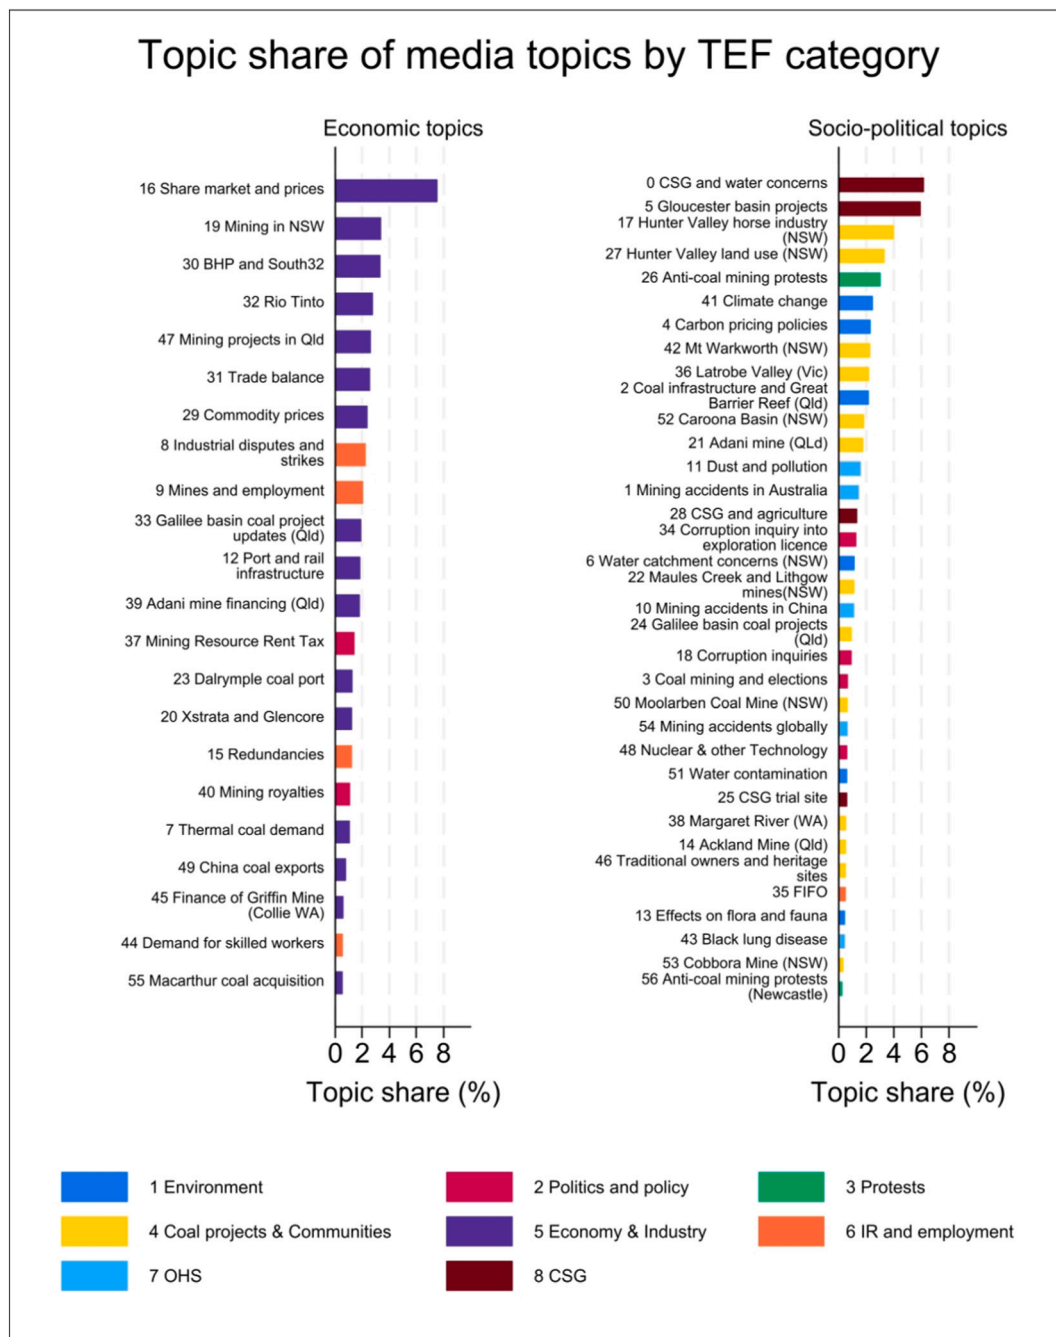 Topic share of media topics by TEF category
Economic topics
16 Share market and prices
19 Mining in NSW
30 BHP and South32
32 Rio Tinto
47 Mining projects in Qld
31 Trade balance
29 Commodity prices
8 Industrial disputes and
strikes
9 Mines and employment
33 Galilee basin coal project
updates (Qld)
12 Port and rail
infrastructure
39 Adani mine financing (Qld)
37 Mining Resource Rent Tax
23 Dalrymple coal port
20 Xstrata and Glencore
15 Redundancies
40 Mining royalties
7 Thermal coal demand
49 China coal exports
45 Finance of Griffin Mine
(Collie WA)
44 Demand for skilled workers
55 Macarthur coal acquisition
0 2 4 6 8
Topic share (%)
Socio-political topics
0 CSG and water concerns
5 Gloucester basin projects
17 Hunter Valley horse industry
(NSW)
27 Hunter Valley land use (NSW)
26 Anti-coal mining protests
41 Climate change
4 Carbon pricing policies
42 Mt Warkworth (NSW)
36 Latrobe Valley (Vic)
2 Coal infrastructure and Great
Barrier Reef (Qld)
52 Caroona Basin (NSW)
21 Adani mine (QLd)
11 Dust and pollution
1 Mining accidents in Australia
28 CSG and agriculture
34 Corruption inquiry into
exploration licence
6 Water catchment concerns (NSW)
22 Maules Creek and Lithgow
mines(NSW)
10 Mining accidents in China
24 Galilee basin coal projects
(Qld)
18 Corruption inquiries
3 Coal mining and elections
50 Moolarben Coal Mine (NSW)
54 Mining accidents globally
48 Nuclear & other Technology
51 Water contamination
25 CSG trial site
38 Margaret River (WA)
14 Ackland Mine (Qld)
46 Traditional owners and heritage
sites
35 FIFO
13 Effects on flora and fauna
43 Black lung disease
53 Cobbora Mine (NSW)
56 Anti-coal mining protests
(Newcastle)
0 2 4 6 8
Topic share (%)
1 Environment
2 Politics and policy
3 Protests
4 Coal projects & Communities
5 Economy & Industry
6 IR and employment
7 OHS
8 CSG